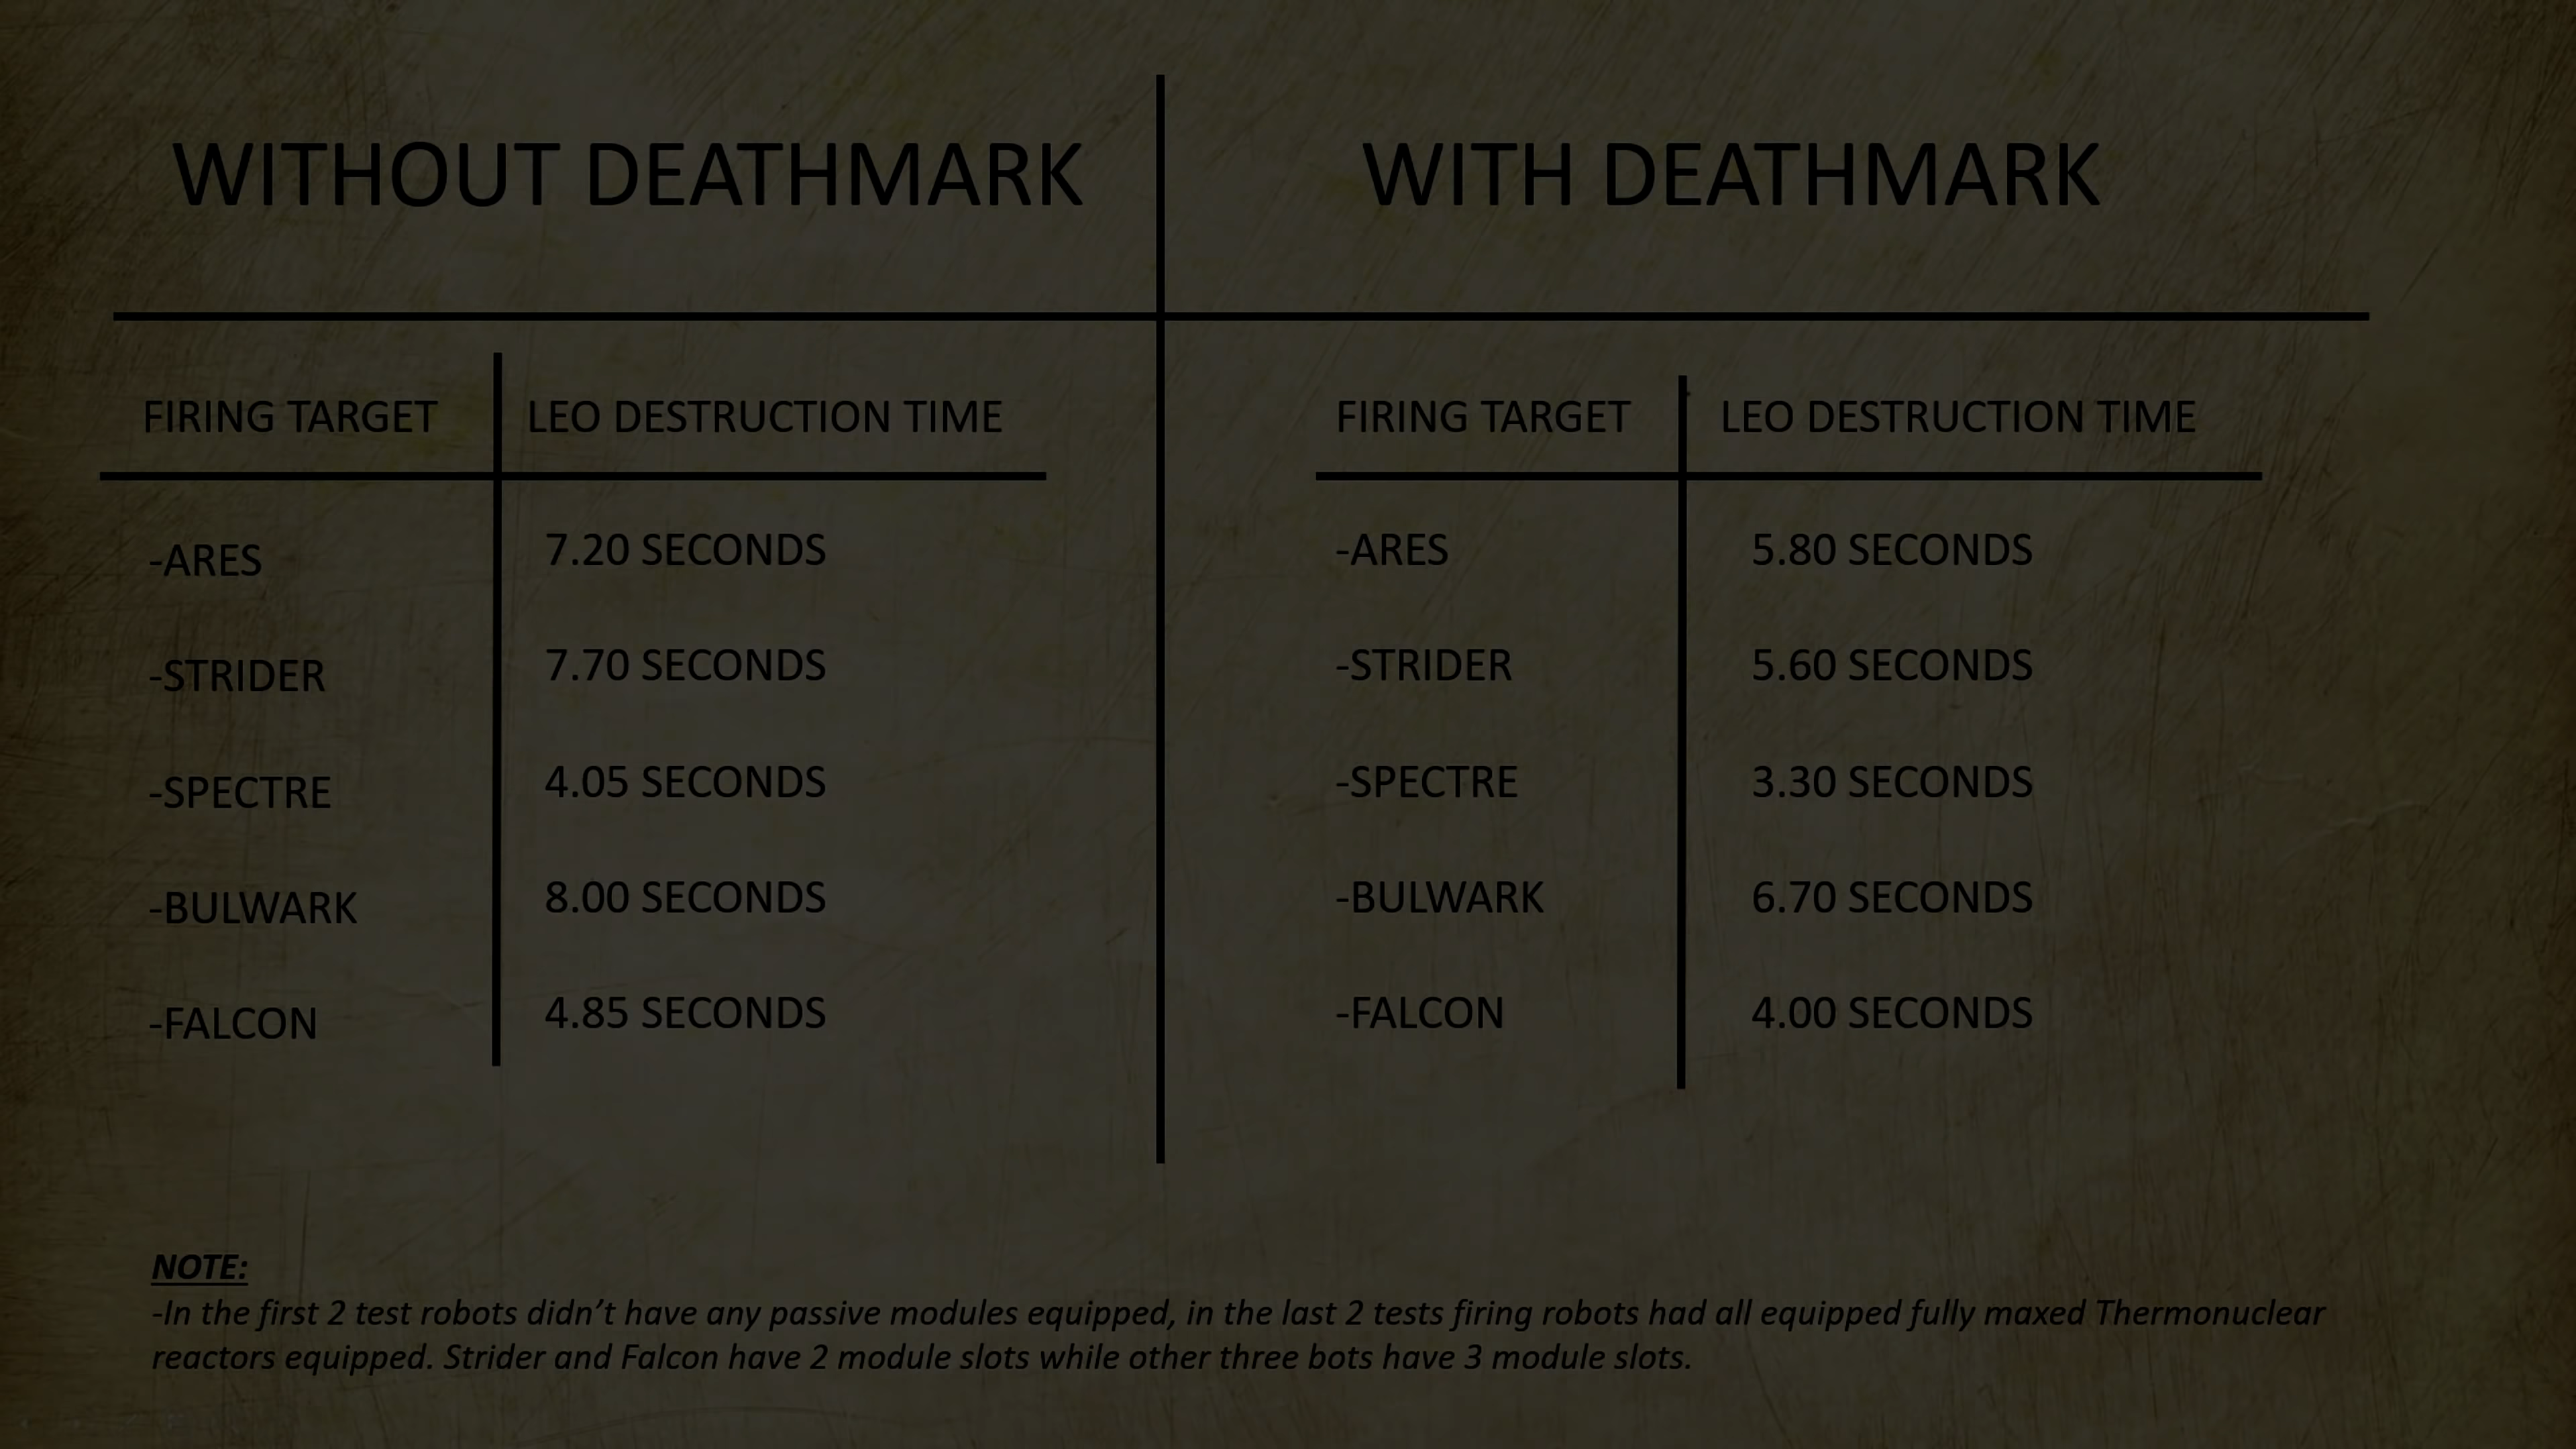 WITHOUT DEATHMARK
WITH DEATHMARK
FIRING TARGET
LEO DESTRUCTION TIME
-ARES
7.20 SECONDS
-STRIDER
7.70 SECONDS
-SPECTRE
4.05 SECONDS
-BULWARK
8.00 SECONDS
-FALCON
4.85 SECONDS
FIRING TARGET
LEO DESTRUCTION TIME
-ARES
5.80 SECONDS
-STRIDER
5.60 SECONDS
-SPECTRE
3.30 SECONDS
-BULWARK
6.70 SECONDS
-FALCON
4.00 SECONDS
NOTE:
-In the first 2 test robots didn’t have any passive modules equipped, in the last 2 tests firing robots had all equipped fully maxed Thermonuclear
reactors equipped. Strider and Falcon have 2 module slots while other three bots have 3 module slots.